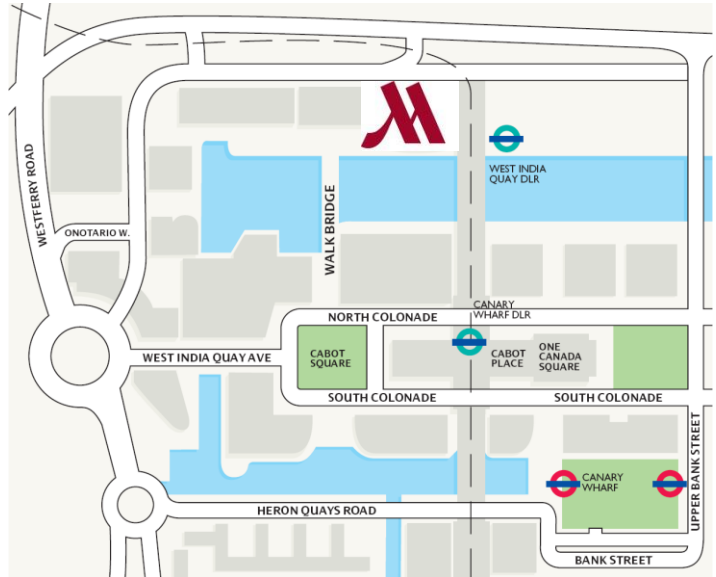 WESTFERRY ROAD
WEST INDIA
QUAY DLR
ONOTARIO W.
WALK BRIDGE
CANARY
WHARF DLR
NORTH COLONADE
CABOT
SQUARE
CABOT
PLACE
ONE
CANADA
SQUARE
WEST INDIA QUAY AVE
SOUTH COLONADE
SOUTH COLONADE
UPPER BANK STREET
CANARY
WHARF
HERON QUAYS ROAD
BANK STREET